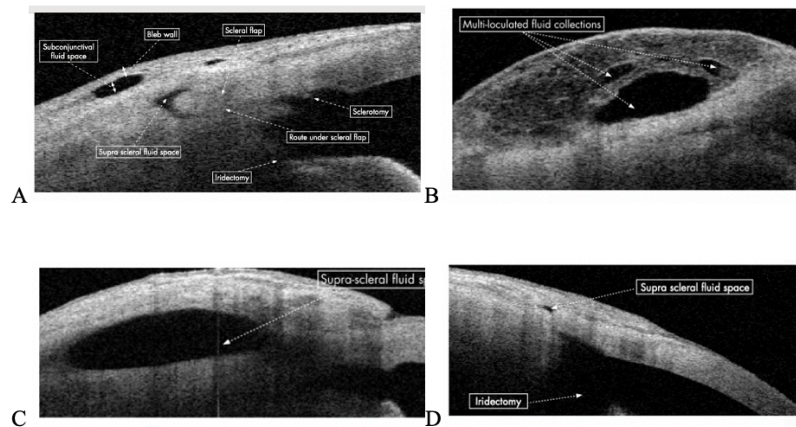 Bleb wall
Scleral flap
Subconjunctival
fluid space
Sclerotomy
Supra scleral fluid space
Route under scleral flap
Iridectomy
A
Multi-loculated fluid collections
B
Supra-scleral fluid
C
Supra scleral fluid space
Iridectomy
D